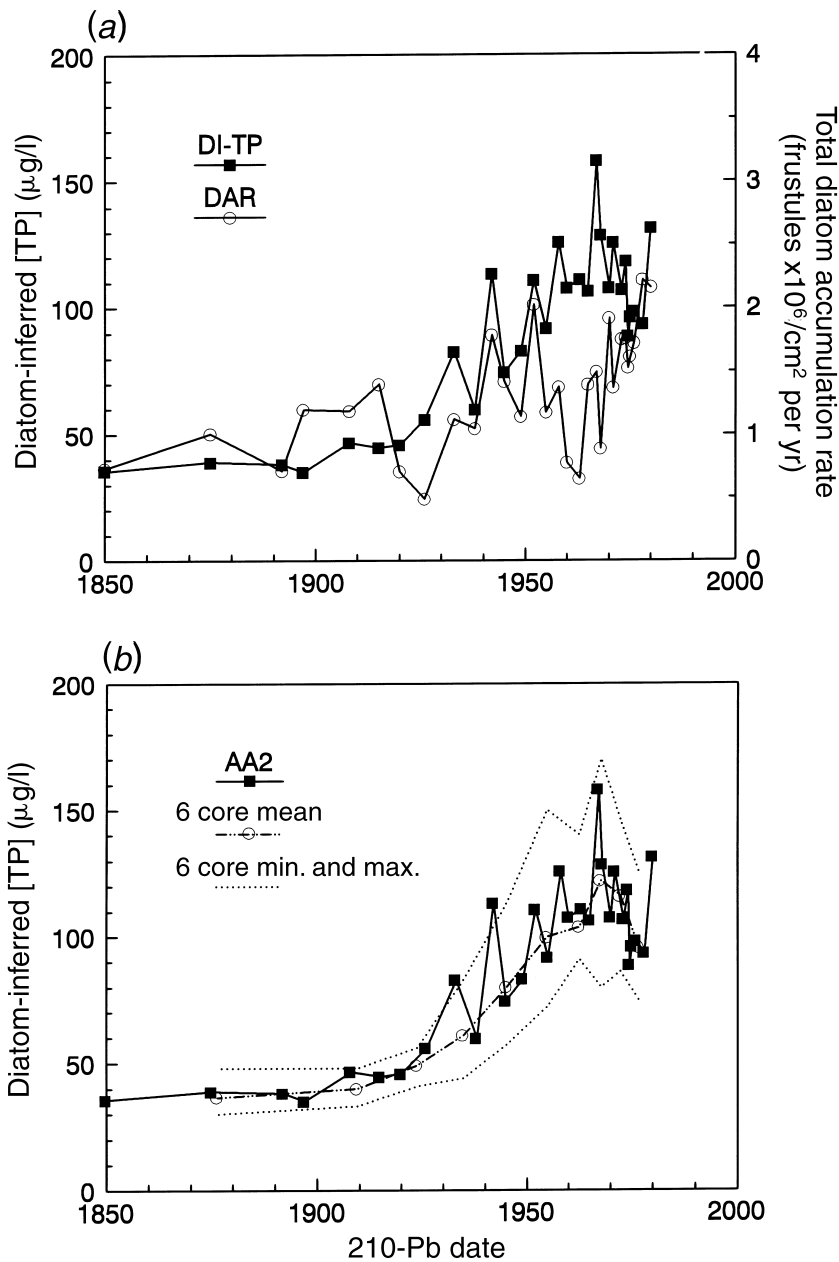 (a)
200
150
100
50
0
Diatom-inferred [TP] (μg/l)
DI-TP
DAR
4
3
2
1
0
Total diatom accumulation rate
(frustules x10⁶/cm² per yr)
1850 1900 1950 2000
(b)
200
150
100
50
0
Diatom-inferred [TP] (μg/l)
AA2
6 core mean
6 core min. and max.
1850 1900 1950 2000
210-Pb date